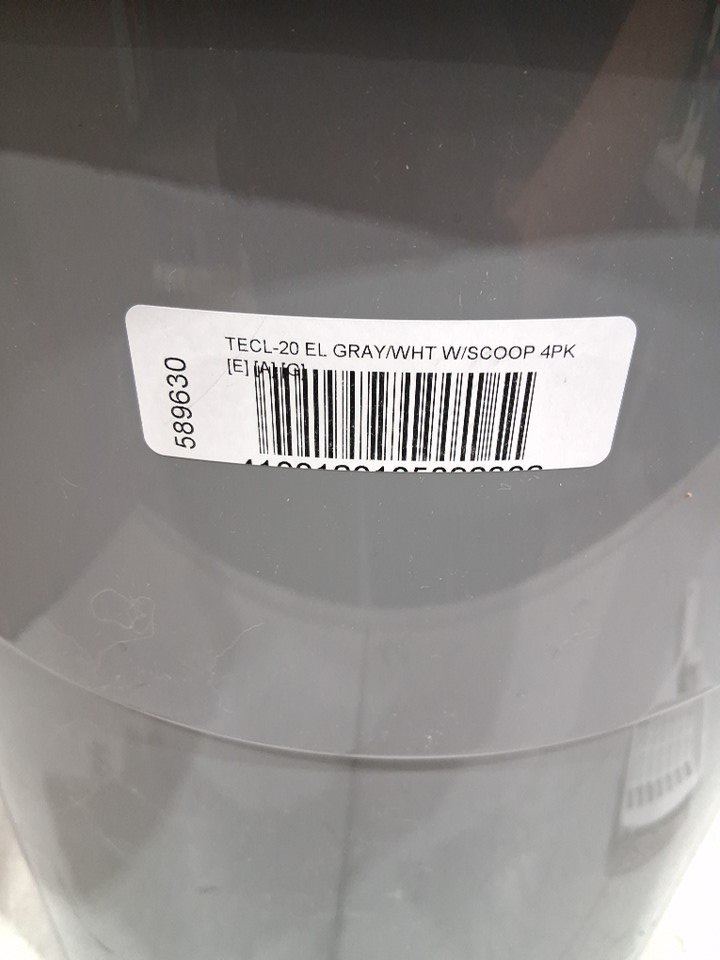 TECL-20 EL GRAY/WHT W/SCOOP 4PK
[E] [A] [G]
589630